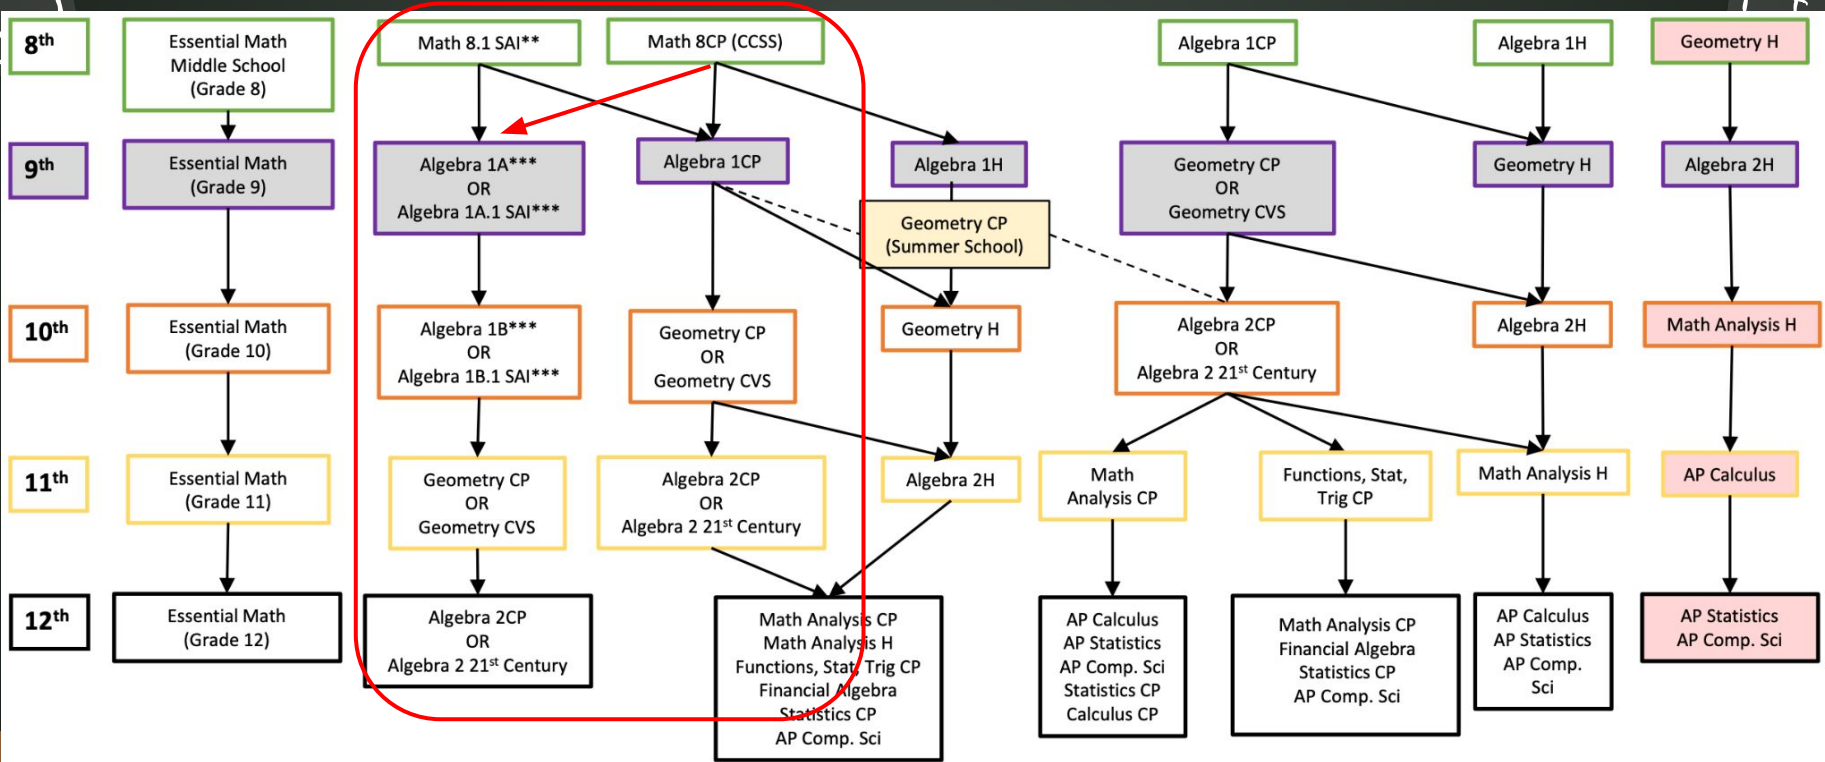 8th
Essential Math
Middle School
(Grade 8)
Math 8.1 SAI**
Math 8CP (CCSS)
Algebra 1CP
Algebra 1H
Geometry H
9th
Essential Math
(Grade 9)
Algebra 1A***
OR
Algebra 1A.1 SAI***
Algebra 1CP
Algebra 1H
Geometry CP
(Summer School)
Geometry CP
OR
Geometry CVS
Geometry H
Algebra 2H
10th
Essential Math
(Grade 10)
Algebra 1B***
OR
Algebra 1B.1 SAI***
Geometry CP
OR
Geometry CVS
Geometry H
Algebra 2CP
OR
Algebra 2 21st Century
Algebra 2H
Math Analysis H
11th
Essential Math
(Grade 11)
Geometry CP
OR
Geometry CVS
Algebra 2CP
OR
Algebra 2 21st Century
Algebra 2H
Math
Analysis CP
Functions, Stat,
Trig CP
Math Analysis H
AP Calculus
12th
Essential Math
(Grade 12)
Algebra 2CP
OR
Algebra 2 21st Century
Math Analysis CP
Math Analysis H
Functions, Stat, Trig CP
Financial Algebra
Statistics CP
AP Comp. Sci
AP Calculus
AP Statistics
AP Comp. Sci
Statistics CP
Calculus CP
Math Analysis CP
Financial Algebra
Statistics CP
AP Comp. Sci
AP Calculus
AP Statistics
AP Comp.
Sci
AP Statistics
AP Comp. Sci